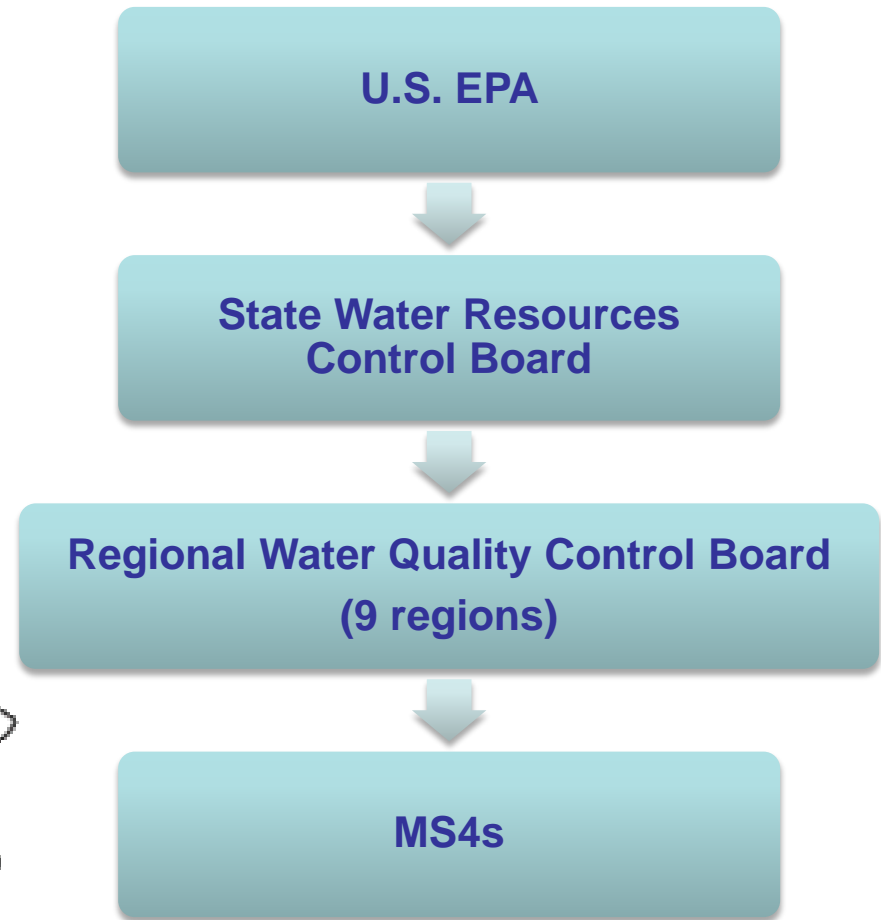 U.S. EPA
State Water Resources
Control Board
Regional Water Quality Control Board
(9 regions)
MS4s